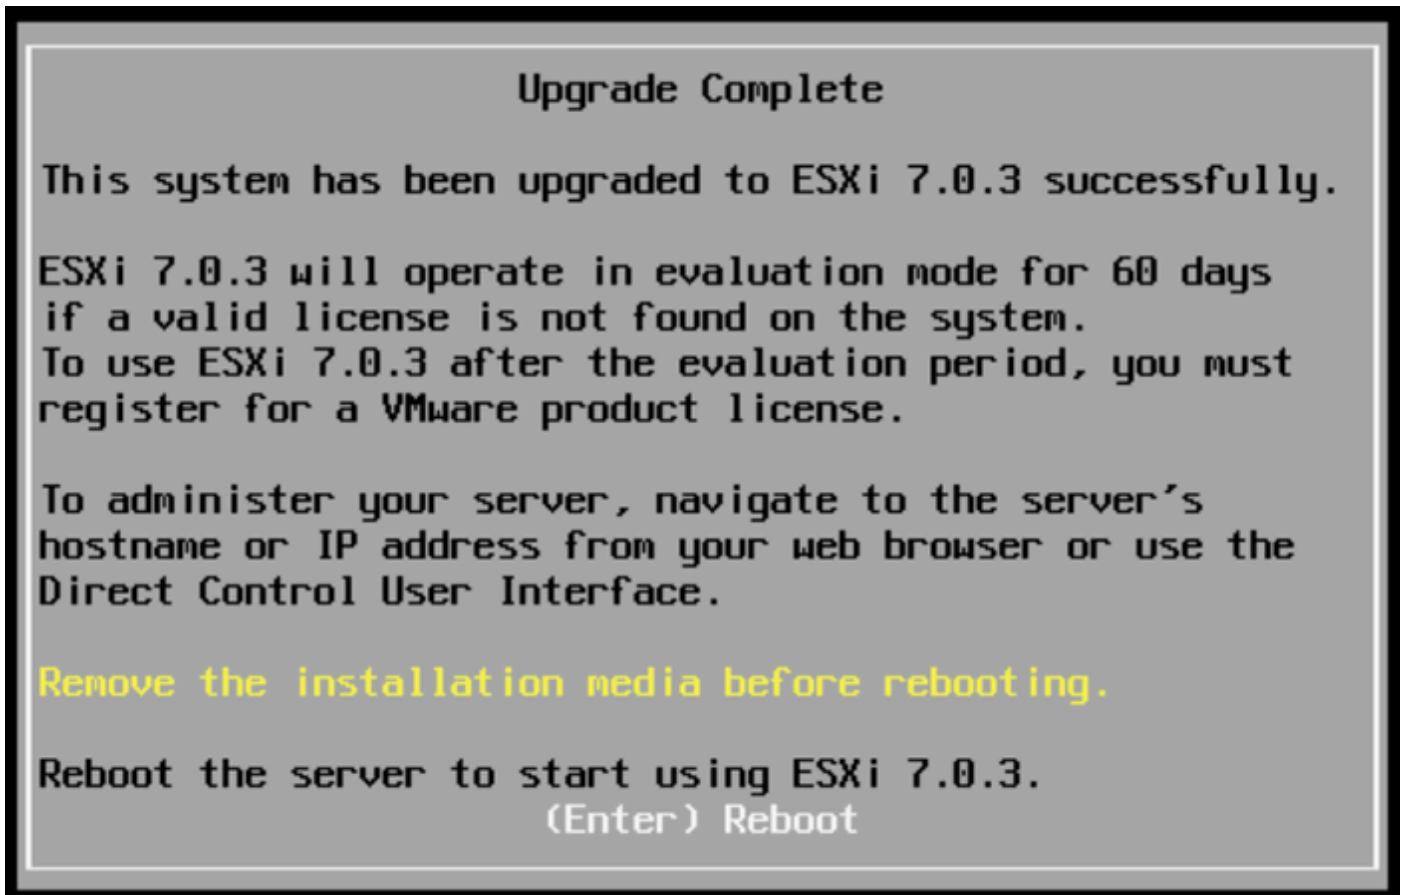 Upgrade Complete
This system has been upgraded to ESXi 7.0.3 successfully.
ESXi 7.0.3 will operate in evaluation mode for 60 days
if a valid license is not found on the system.
To use ESXi 7.0.3 after the evaluation period, you must
register for a VMware product license.
To administer your server, navigate to the server's
hostname or IP address from your web browser or use the
Direct Control User Interface.
Remove the installation media before rebooting.
Reboot the server to start using ESXi 7.0.3.
(Enter) Reboot